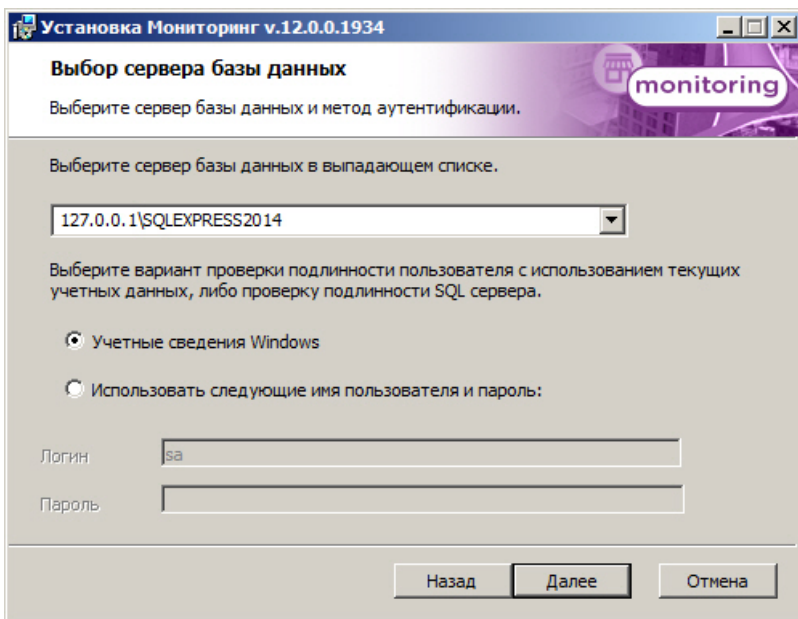 Установка Мониторинг v.12.0.0.1934
Выбор сервера базы данных
monitoring
Выберите сервер базы данных и метод аутентификации.
Выберите сервер базы данных в выпадающем списке.
127.0.0.1\SQLEXPRESS2014
Выберите вариант проверки подлинности пользователя с использованием текущих
учетных данных, либо проверку подлинности SQL сервера.
Учетные сведения Windows
Использовать следующие имя пользователя и пароль:
Логин sa
Пароль
Назад Далее Отмена